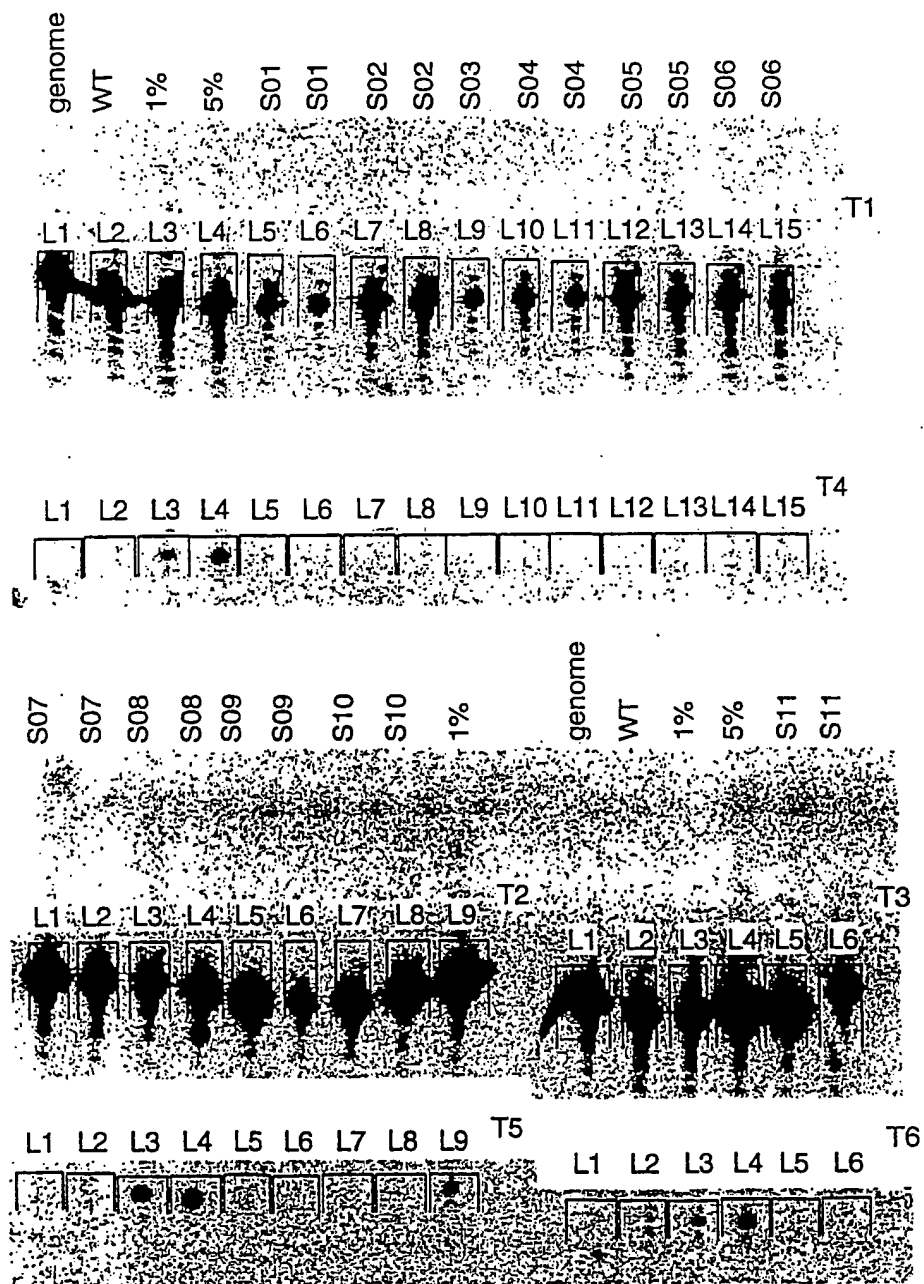 genome WT 1% 5% S01 S01 S02 S02 S03 S04 S04 S05 S05 S06 S06
T1
L1 L2 L3 L4 L5 L6 L7 L8 L9 L10 L11 L12 L13 L14 L15
T4
L1 L2 L3 L4 L5 L6 L7 L8 L9 L10 L11 L12 L13 L14 L15
S07 S07 S08 S08 S09 S09 S10 S10 1% genome WT 1% 5% S11 S11
L1 L2 L3 L4 L5 L6 L7 L8 L9 T2
T3
L1 L2 L3 L4 L5 L6
L1 L2 L3 L4 L5 L6 L7 L8 L9 T5
T6
L1 L2 L3 L4 L5 L6